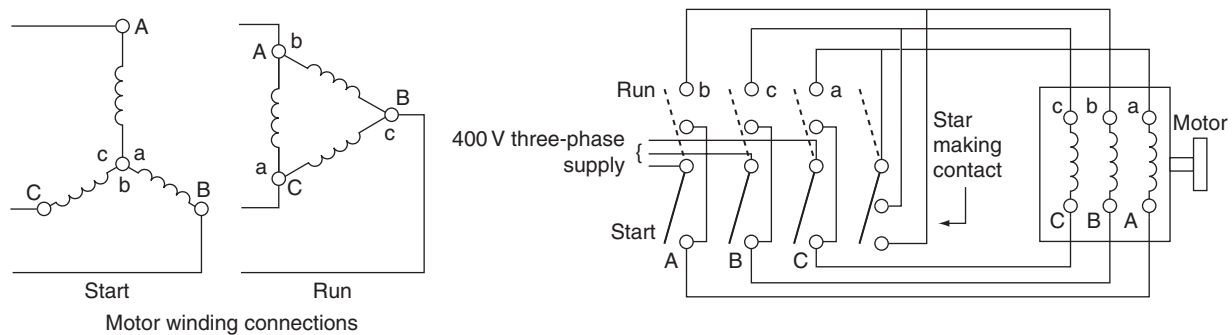 A
c a
b
C
B
Start
b
A
B
c
a
C
Run
Motor winding connections
Run
b
c
a
400 V three-phase
supply {
Start
A
B
C
Star
making
contact
c b a
C B A
Motor